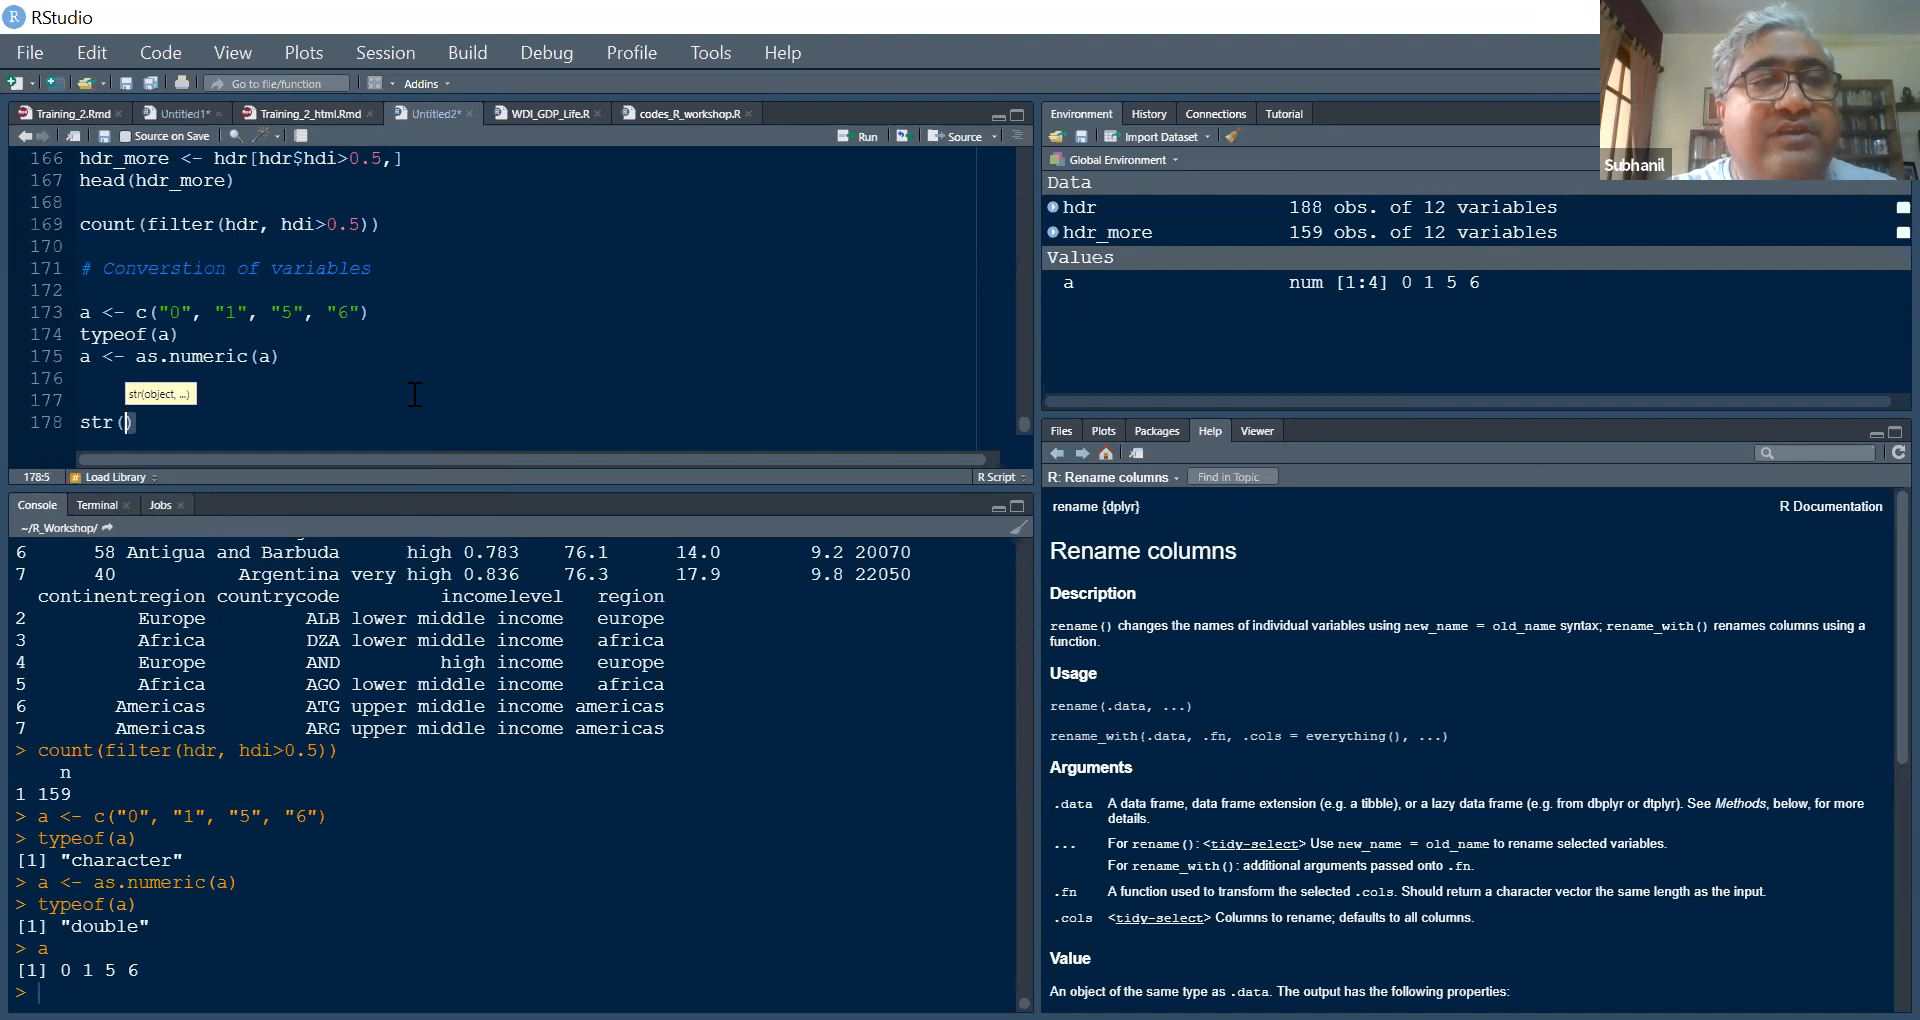 RStudio
File Edit Code View Plots Session Build Debug Profile Tools Help
Go to file/function Addins
Training_2.Rmd Untitled1* Training_2_html.Rmd Untitled2* WDI_GDP_Life.R codes_R_workshop.R
Source on Save Run Source
166 hdr_more <- hdr[hdr$hdi>0.5,]
167 head(hdr_more)
168
169 count(filter(hdr, hdi>0.5))
170
171 # Converstion of variables
172
173 a <- c("0", "1", "5", "6")
174 typeof(a)
175 a <- as.numeric(a)
176
str(object, ...)
177
178 str()
178:5 # Load Library R Script
Console Terminal Jobs
~/R_Workshop/
6 58 Antigua and Barbuda high 0.783 76.1 14.0 9.2 20070
7 40 Argentina very high 0.836 76.3 17.9 9.8 22050
continentregion countrycode incomelevel region
2 Europe ALB lower middle income europe
3 Africa DZA lower middle income africa
4 Europe AND high income europe
5 Africa AGO lower middle income africa
6 Americas ATG upper middle income americas
7 Americas ARG upper middle income americas
> count(filter(hdr, hdi>0.5))
n
1 159
> a <- c("0", "1", "5", "6")
> typeof(a)
[1] "character"
> a <- as.numeric(a)
> typeof(a)
[1] "double"
> a
[1] 0 1 5 6
>
Environment History Connections Tutorial
Import Dataset
Global Environment
Data
hdr 188 obs. of 12 variables
hdr_more 159 obs. of 12 variables
Values
a num [1:4] 0 1 5 6
Subhanil
Files Plots Packages Help Viewer
R: Rename columns Find in Topic
rename {dplyr} R Documentation
Rename columns
Description
rename() changes the names of individual variables using new_name = old_name syntax; rename_with() renames columns using a
function.
Usage
rename(.data, ...)
rename_with(.data, .fn, .cols = everything(), ...)
Arguments
.data A data frame, data frame extension (e.g. a tibble), or a lazy data frame (e.g. from dbplyr or dtplyr). See Methods, below, for more
details.
... For rename(): <tidy-select> Use new_name = old_name to rename selected variables.
For rename_with(): additional arguments passed onto .fn.
.fn A function used to transform the selected .cols. Should return a character vector the same length as the input.
.cols <tidy-select> Columns to rename; defaults to all columns.
Value
An object of the same type as .data. The output has the following properties: